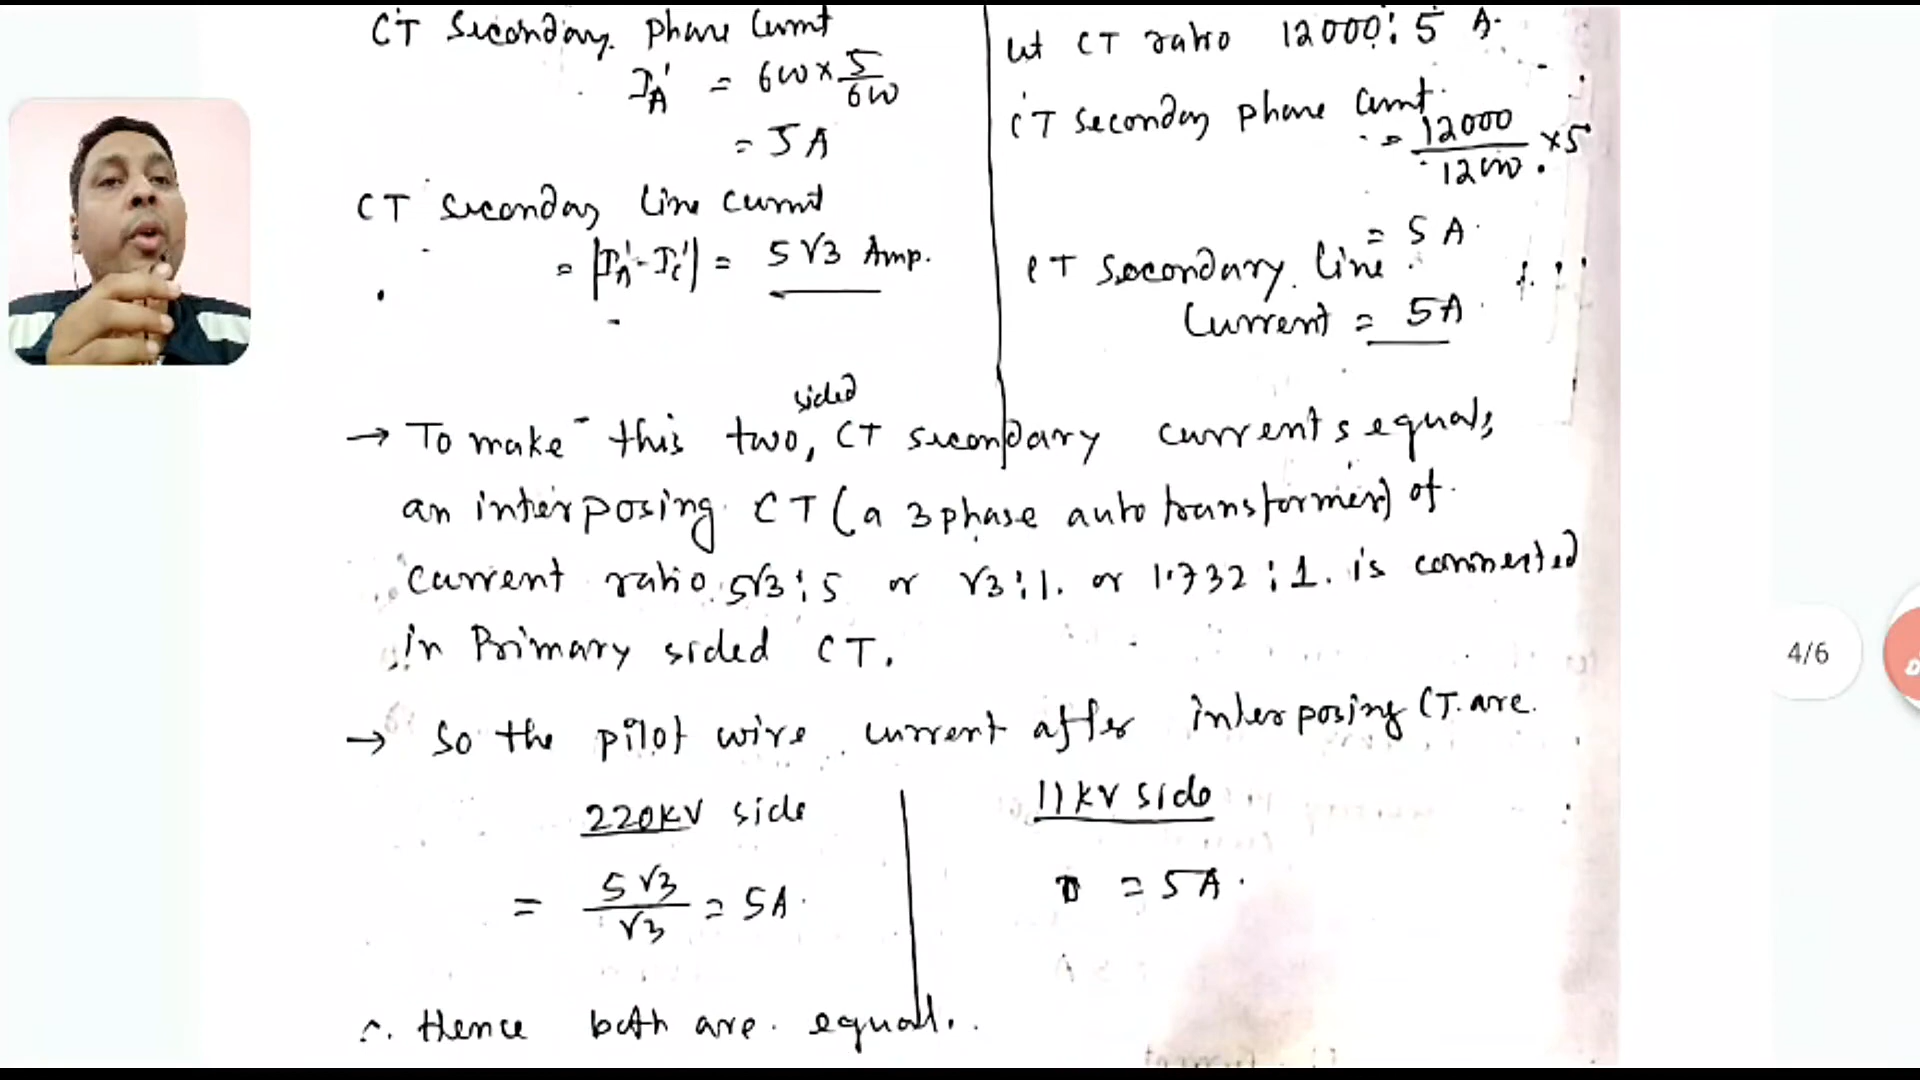 CT Secondary phase Current
I'A = 600 × 5/600
= 5A
CT secondary line current
= |I'A - I'C| = 5√3 Amp.
let CT ratio 12000:5 A.
CT secondary phase current
= 12000/12000 × 5
= 5 A.
CT secondary line
Current = 5A
→ To make this two, sided CT secondary currents equal,
an interposing CT (a 3 phase auto transformer) of
current ratio 5√3:5 or √3:1. or 1.732:1. is connected
in Primary sided CT.
→ So the pilot wire current after interposing CT. are.
220KV side
= 5√3/√3 = 5A.
11KV side
= 5A.
∴ Hence both are equal.
4/6